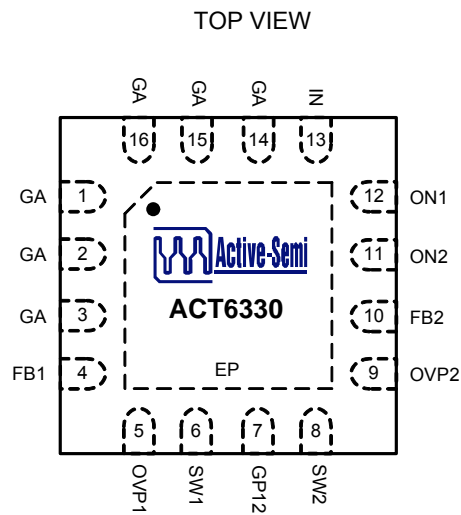 TOP VIEW
GA GA GA IN
16 15 14 13
GA 1 12 ON1
GA 2 11 ON2
GA 3 10 FB2
FB1 4 9 OVP2
Active-Semi
ACT6330
EP
5 6 7 8
OVP1 SW1 GP12 SW2